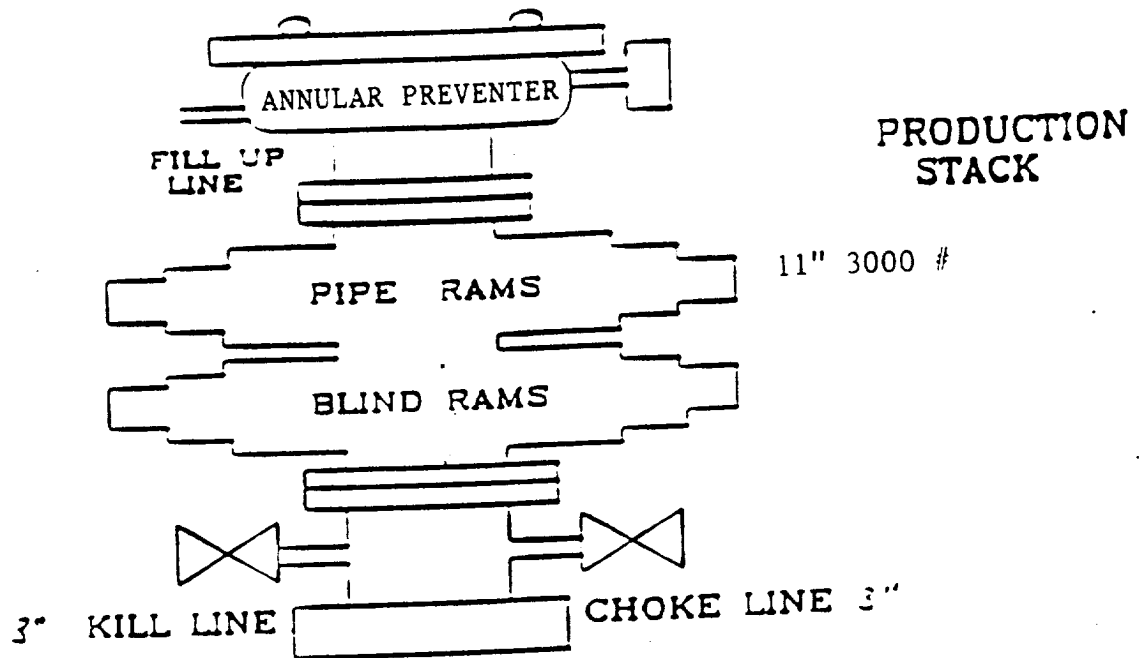 ANNULAR PREVENTER
FILL UP
LINE
PRODUCTION
STACK
11" 3000 #
PIPE RAMS
BLIND RAMS
3" KILL LINE
CHOKE LINE 3"